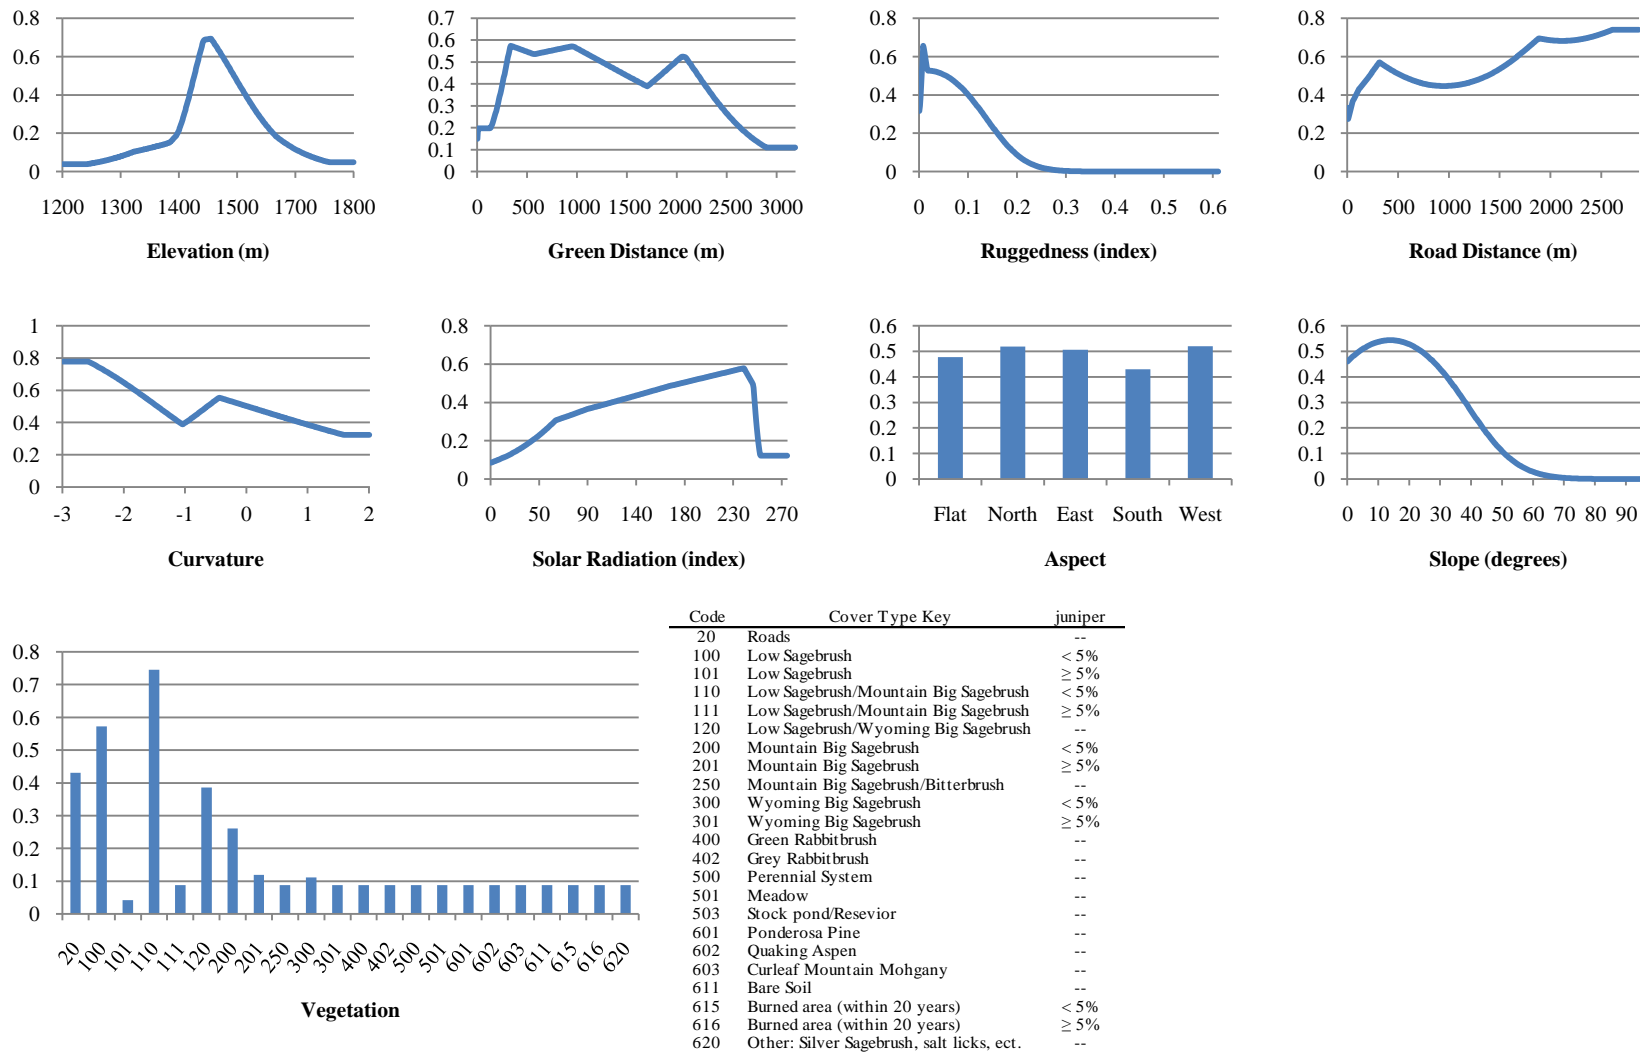 0.8
0.6
0.4
0.2
0
1200 1300 1400 1500 1600 1700 1800
Elevation (m)
0.7
0.6
0.5
0.4
0.3
0.2
0.1
0
0 500 1000 1500 2000 2500 3000
Green Distance (m)
0.8
0.6
0.4
0.2
0
0 0.1 0.2 0.3 0.4 0.5 0.6
Ruggedness (index)
0.8
0.6
0.4
0.2
0
0 500 1000 1500 2000 2500
Road Distance (m)
1
0.8
0.6
0.4
0.2
0
-3 -2 -1 0 1 2
Curvature
0.8
0.6
0.4
0.2
0
0 50 90 140 180 230 270
Solar Radiation (index)
0.6
0.5
0.4
0.3
0.2
0.1
0
Flat North East South West
Aspect
0.6
0.5
0.4
0.3
0.2
0.1
0
0 10 20 30 40 50 60 70 80 90
Slope (degrees)
0.8
0.7
0.6
0.5
0.4
0.3
0.2
0.1
0
20 100 101 110 111 120 200 201 250 300 301 400 402 500 501 601 602 603 611 615 616 620
Vegetation
Code Cover Type Key juniper
20 Roads --
100 Low Sagebrush < 5%
101 Low Sagebrush ≥ 5%
110 Low Sagebrush/Mountain Big Sagebrush < 5%
111 Low Sagebrush/Mountain Big Sagebrush ≥ 5%
120 Low Sagebrush/Wyoming Big Sagebrush --
200 Mountain Big Sagebrush < 5%
201 Mountain Big Sagebrush ≥ 5%
250 Mountain Big Sagebrush/Bitterbrush --
300 Wyoming Big Sagebrush < 5%
301 Wyoming Big Sagebrush ≥ 5%
400 Green Rabbitbrush --
402 Grey Rabbitbrush --
500 Perennial System --
501 Meadow --
503 Stock pond/Resevior --
601 Ponderosa Pine --
602 Quaking Aspen --
603 Curleaf Mountain Mohgany --
611 Bare Soil --
615 Burned area (within 20 years) < 5%
616 Burned area (within 20 years) ≥ 5%
620 Other: Silver Sagebrush, salt licks, ect. --